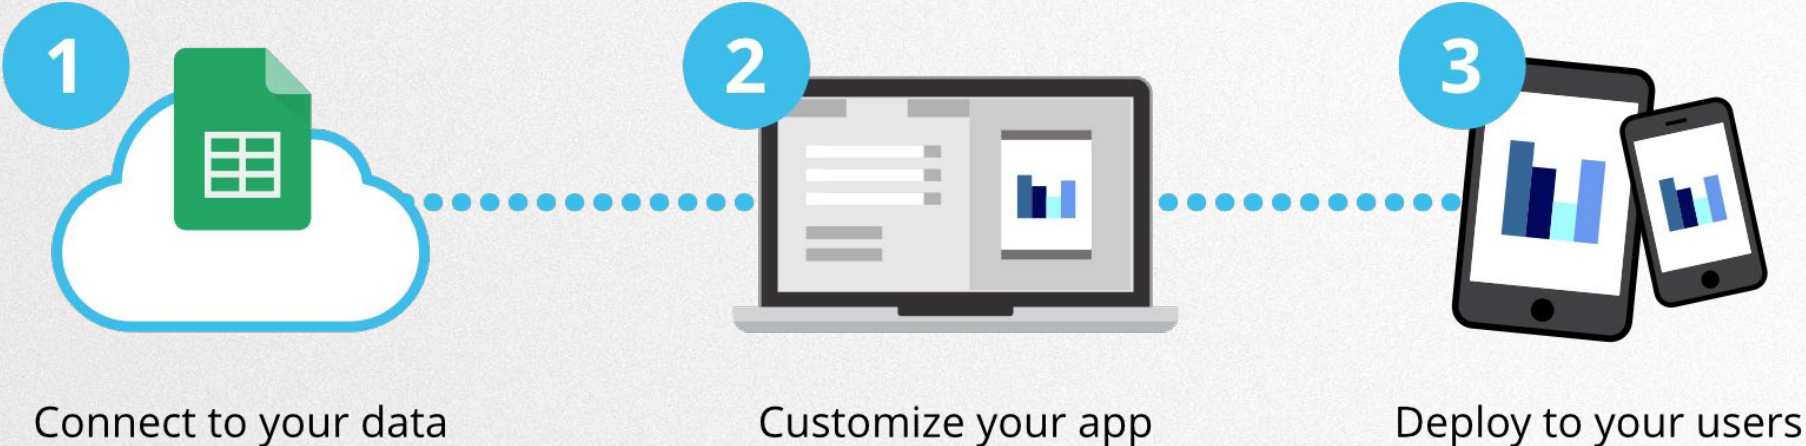 1
2
3
Connect to your data
Customize your app
Deploy to your users